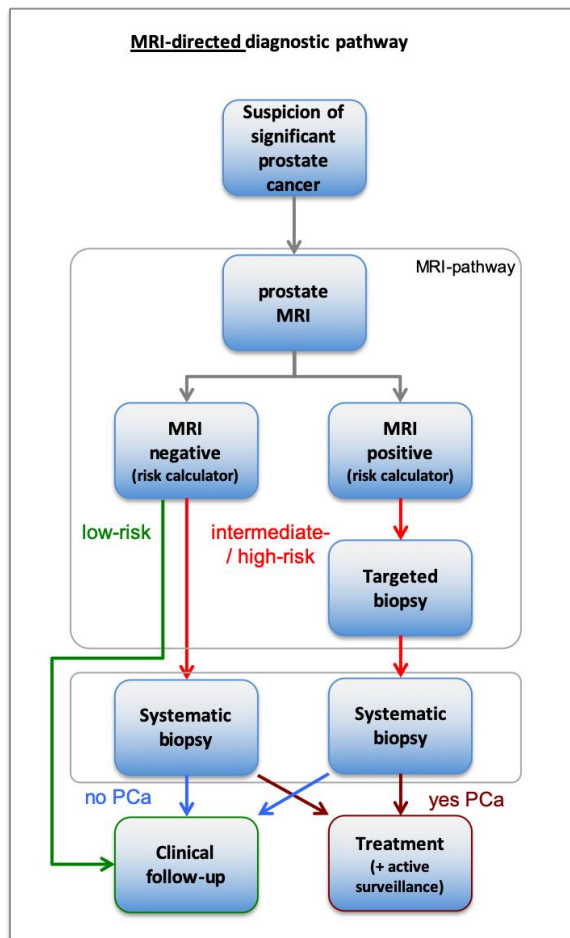 MRI-directed diagnostic pathway
Suspicion of
significant
prostate
cancer
MRI-pathway
prostate
MRI
MRI
negative
(risk calculator)
MRI
positive
(risk calculator)
low-risk
intermediate-
/ high-risk
Targeted
biopsy
Systematic
biopsy
Systematic
biopsy
no PCa
yes PCa
Clinical
follow-up
Treatment
(+ active
surveillance)